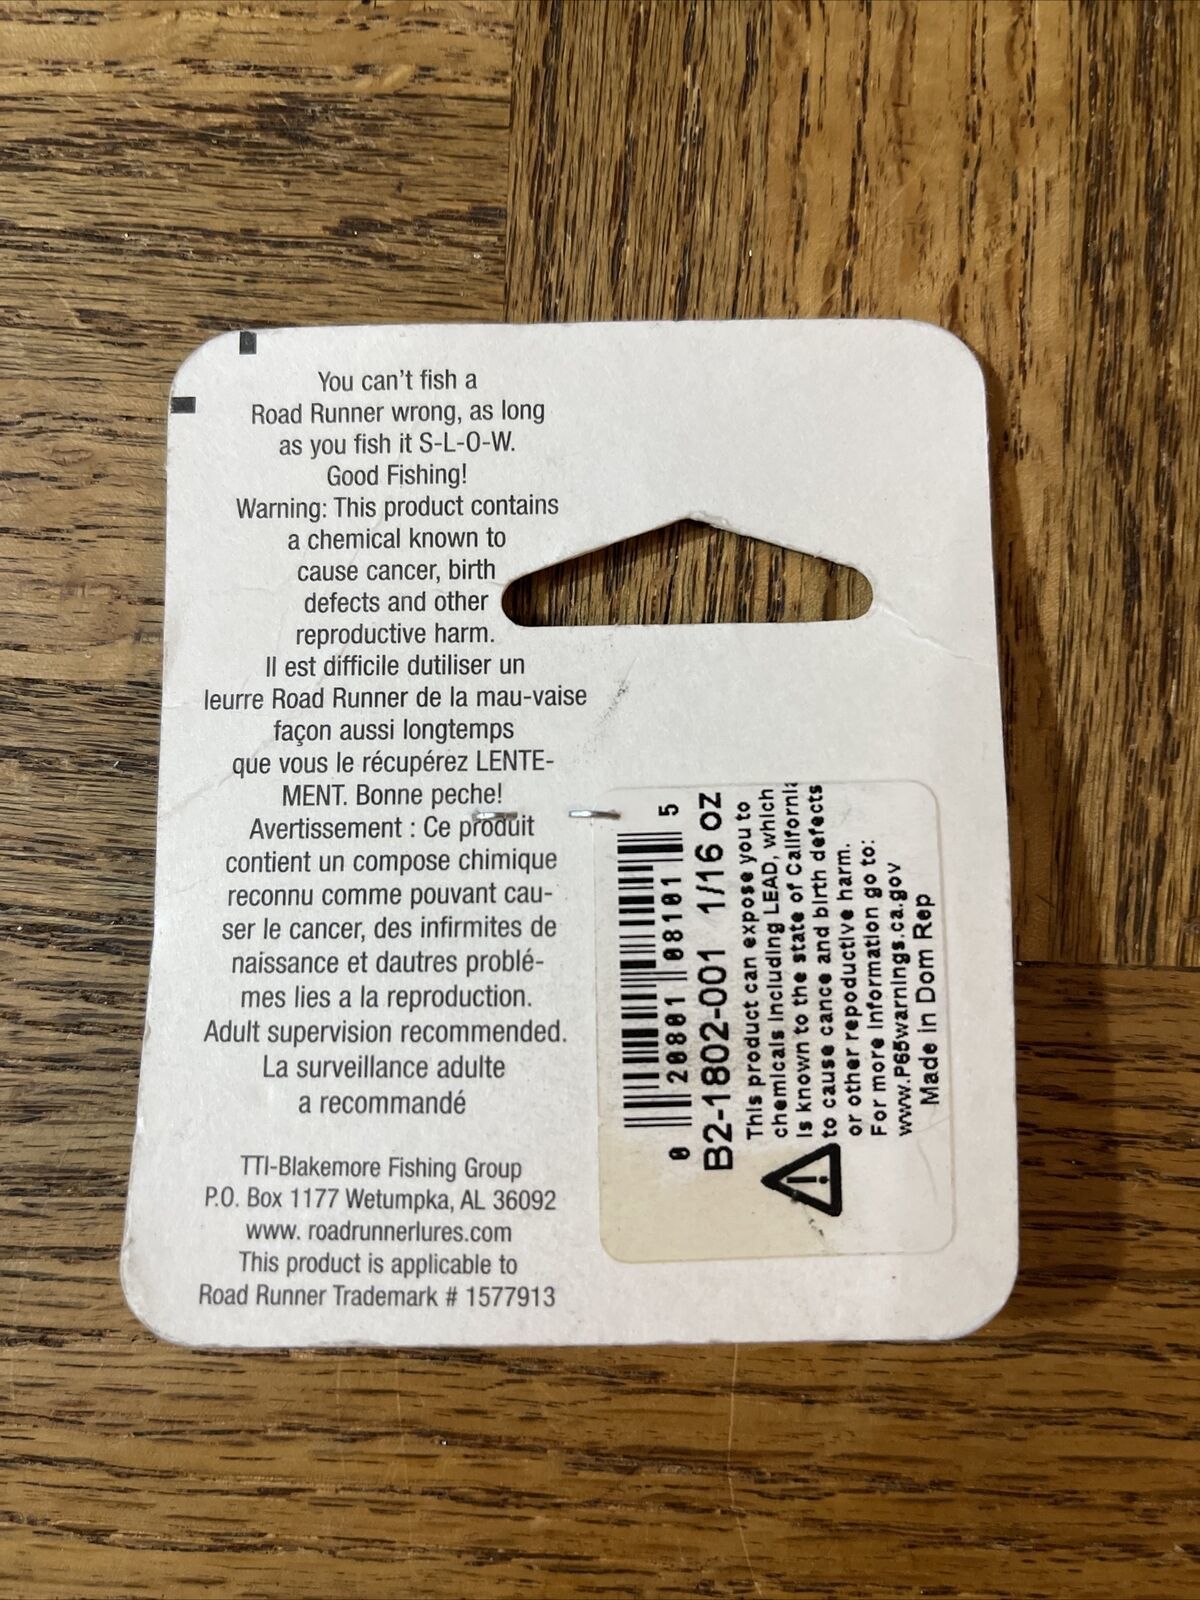 You can't fish a
Road Runner wrong, as long
as you fish it S-L-O-W.
Good Fishing!
Warning: This product contains
a chemical known to
cause cancer, birth
defects and other
reproductive harm.
Il est difficile dutiliser un
leurre Road Runner de la mau-vaise
façon aussi longtemps
que vous le récupérez LENTE-
MENT. Bonne peche!
Avertissement : Ce produit
contient un compose chimique
reconnu comme pouvant cau-
ser le cancer, des infirmites de
naissance et dautres problé-
mes lies a la reproduction.
Adult supervision recommended.
La surveillance adulte
a recommandé
TTI-Blakemore Fishing Group
P.O. Box 1177 Wetumpka, AL 36092
www. roadrunnerlures.com
This product is applicable to
Road Runner Trademark # 1577913
0 20801 08101 5
B2-1802-001 1/16 oz
This product can expose you to
chemicals including LEAD, which
is known to the state of California
to cause cance and birth defects
or other reproductive harm.
For more information go to:
www.P65warnings.ca.gov
Made in Dom Rep